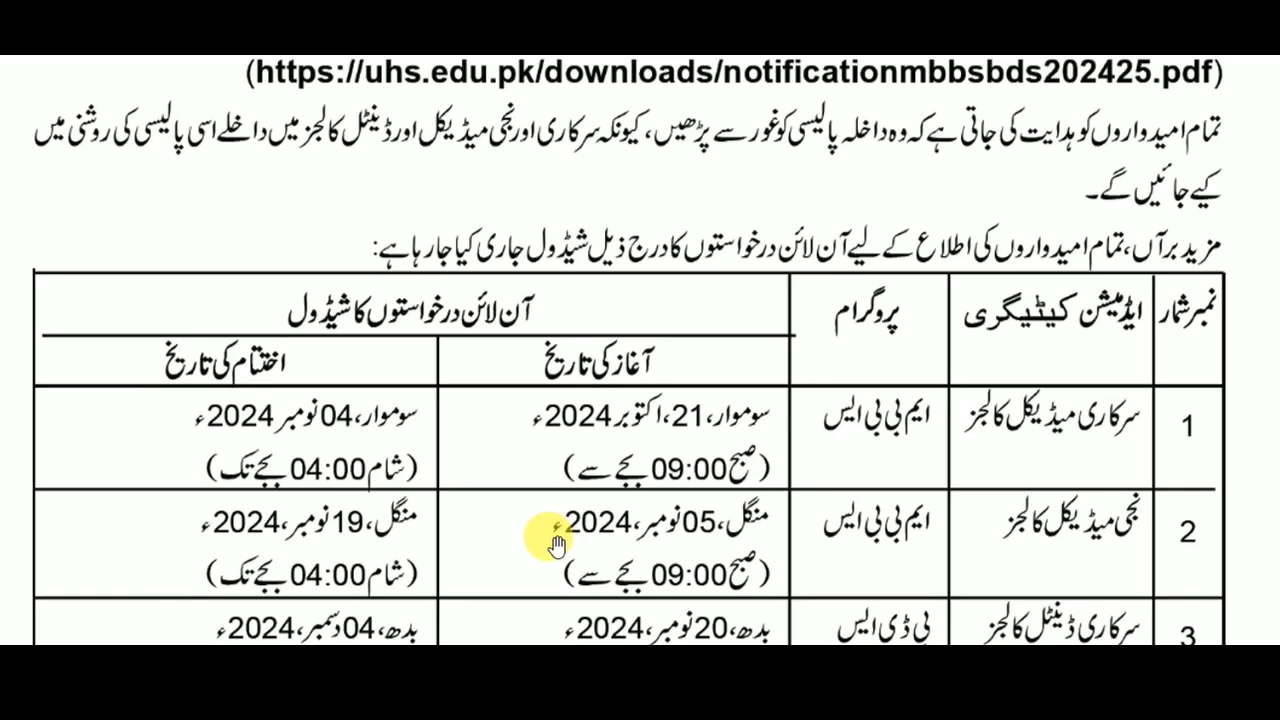 (https://uhs.edu.pk/downloads/notificationmbbsbds202425.pdf)
تمام امیدواروں کو ہدایت کی جاتی ہے کہ وہ داخلہ پالیسی کو غور سے پڑھیں، کیونکہ سرکاری اور نجی میڈیکل اور ڈینٹل کالجز میں داخلے اسی پالیسی کی روشنی میں
کیے جائیں گے۔
مزید برآں، تمام امیدواروں کی اطلاع کے لیے آن لائن درخواستوں کا درج ذیل شیڈول جاری کیا جا رہا ہے:
نمبر شمار ایڈمیشن کیٹیگری پروگرام آن لائن درخواستوں کا شیڈول
آغاز کی تاریخ اختتام کی تاریخ
1 سرکاری میڈیکل کالجز ایم بی بی ایس سوموار، 21، اکتوبر 2024ء سوموار، 04 نومبر 2024ء
(صبح 09:00 بجے سے) (شام 04:00 بجے تک)
2 نجی میڈیکل کالجز ایم بی بی ایس منگل، 05 نومبر، 2024ء منگل، 19 نومبر، 2024ء
(صبح 09:00 بجے سے) (شام 04:00 بجے تک)
3 سرکاری ڈینٹل کالجز بی ڈی ایس بدھ، 20 نومبر، 2024ء بدھ، 04 دسمبر، 2024ء